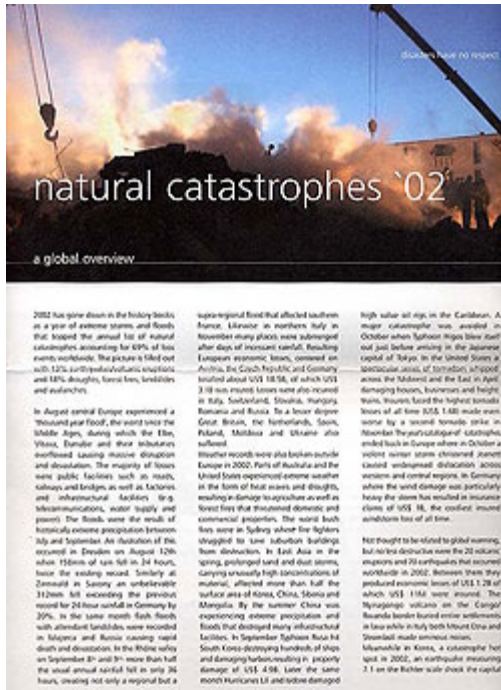 disasters have no respect
natural catastrophes `02
a global overview
2002 has gone down in the history books
as a year of extreme storms and floods
that topped the annual list of natural
catastrophes accounting for 69% of loss
events worldwide. The picture is filled out
with 13% earthquakes/volcanic eruptions
and 18% droughts, forest fires, landslides
and avalanches.
In August central Europe experienced a
'thousand year flood', the worst since the
Middle Ages, during which the Elbe,
Vltava, Danube and their tributaries
overflowed causing massive disruption
and devastation. The majority of losses
were public facilities such as roads,
railways and bridges, as well as factories
and infrastructural facilities (e.g.
telecommunications, water supply and
power). The floods were the result of
historically extreme precipitation between
July and September. An illustration of this
occurred in Dresden on August 12th
when 158mm of rain fell in 24 hours,
twice the existing record. Similarly at
Zinnwald in Saxony an unbelievable
312mm fell exceeding the previous
record for 24 hour rainfall in Germany by
20%. In the same month flash floods
with attendant landslides were recorded
in Majorca and Russia causing rapid
death and devastation. In the Rhône valley
on September 8th and 9th more than half
the usual annual rainfall fell in only 36
hours, creating not only a regional but a
supra-regional flood that affected southern
France. Likewise in northern Italy in
November many places were submerged
after days of incessant rainfall. Resulting
European economic losses, centered on
Austria, the Czech Republic and Germany
totalled about US$ 18.5B, of which US$
3.1B was insured. Losses were also incurred
in Italy, Switzerland, Slovakia, Hungary,
Romania and Russia. To a lesser degree
Great Britain, the Netherlands, Spain,
Poland, Moldova and Ukraine also
suffered.
Weather records were also broken outside
Europe in 2002. Parts of Australia and the
United States experienced extreme weather
in the form of heat waves and droughts,
resulting in damage to agriculture as well as
forest fires that threatened domestic and
commercial properties. The worst bush
fires were in Sydney where fire fighters
struggled to save suburban buildings
from destruction. In East Asia in the
spring, prolonged sand and dust storms,
carrying unusually high concentrations of
material, affected more than half the
surface area of Korea, China, Siberia and
Mongolia. By the summer China was
experiencing extreme precipitation and
floods that destroyed many infrastructural
facilities. In September Typhoon Rusa hit
South Korea destroying hundreds of ships
and damaging harbours, resulting in property
damage of US$ 4.9B. Later the same
month Hurricanes Lili and Isidore damaged
high value oil rigs in the Caribbean. A
major catastrophe was avoided in
October when Typhoon Higos blew itself
out just before arriving in the Japanese
capital of Tokyo. In the United States a
spectacular series of tornadoes whipped
across the Midwest and the East in April
damaging houses, businesses and freight
trains. Insurers faced the highest tornado
losses of all time (US$ 1.6B) made even
worse by a second tornado strike in
November. The year's catalogue of catastrophes
ended back in Europe where in October a
violent winter storm christened Jeanett
caused widespread dislocation across
western and central regions. In Germany
where the wind damage was particularly
heavy the storm has resulted in insurance
claims of US$ 1B, the costliest insured
windstorm loss of all time.
Not thought to be related to global warming,
but no less destructive were the 20 volcanic
eruptions and 70 earthquakes that occurred
worldwide in 2002. Between them they
produced economic losses of US$ 1.2B of
which US$ 11M were insured. The
Nyiragongo volcano on the Congo
Rwanda border buried entire settlements
in lava while in Italy both Mount Etna and
Stromboli made ominous noises.
Meanwhile in Korea, a catastrophe hot
spot in 2002, an earthquake measuring
7.1 on the Richter scale shook the capital